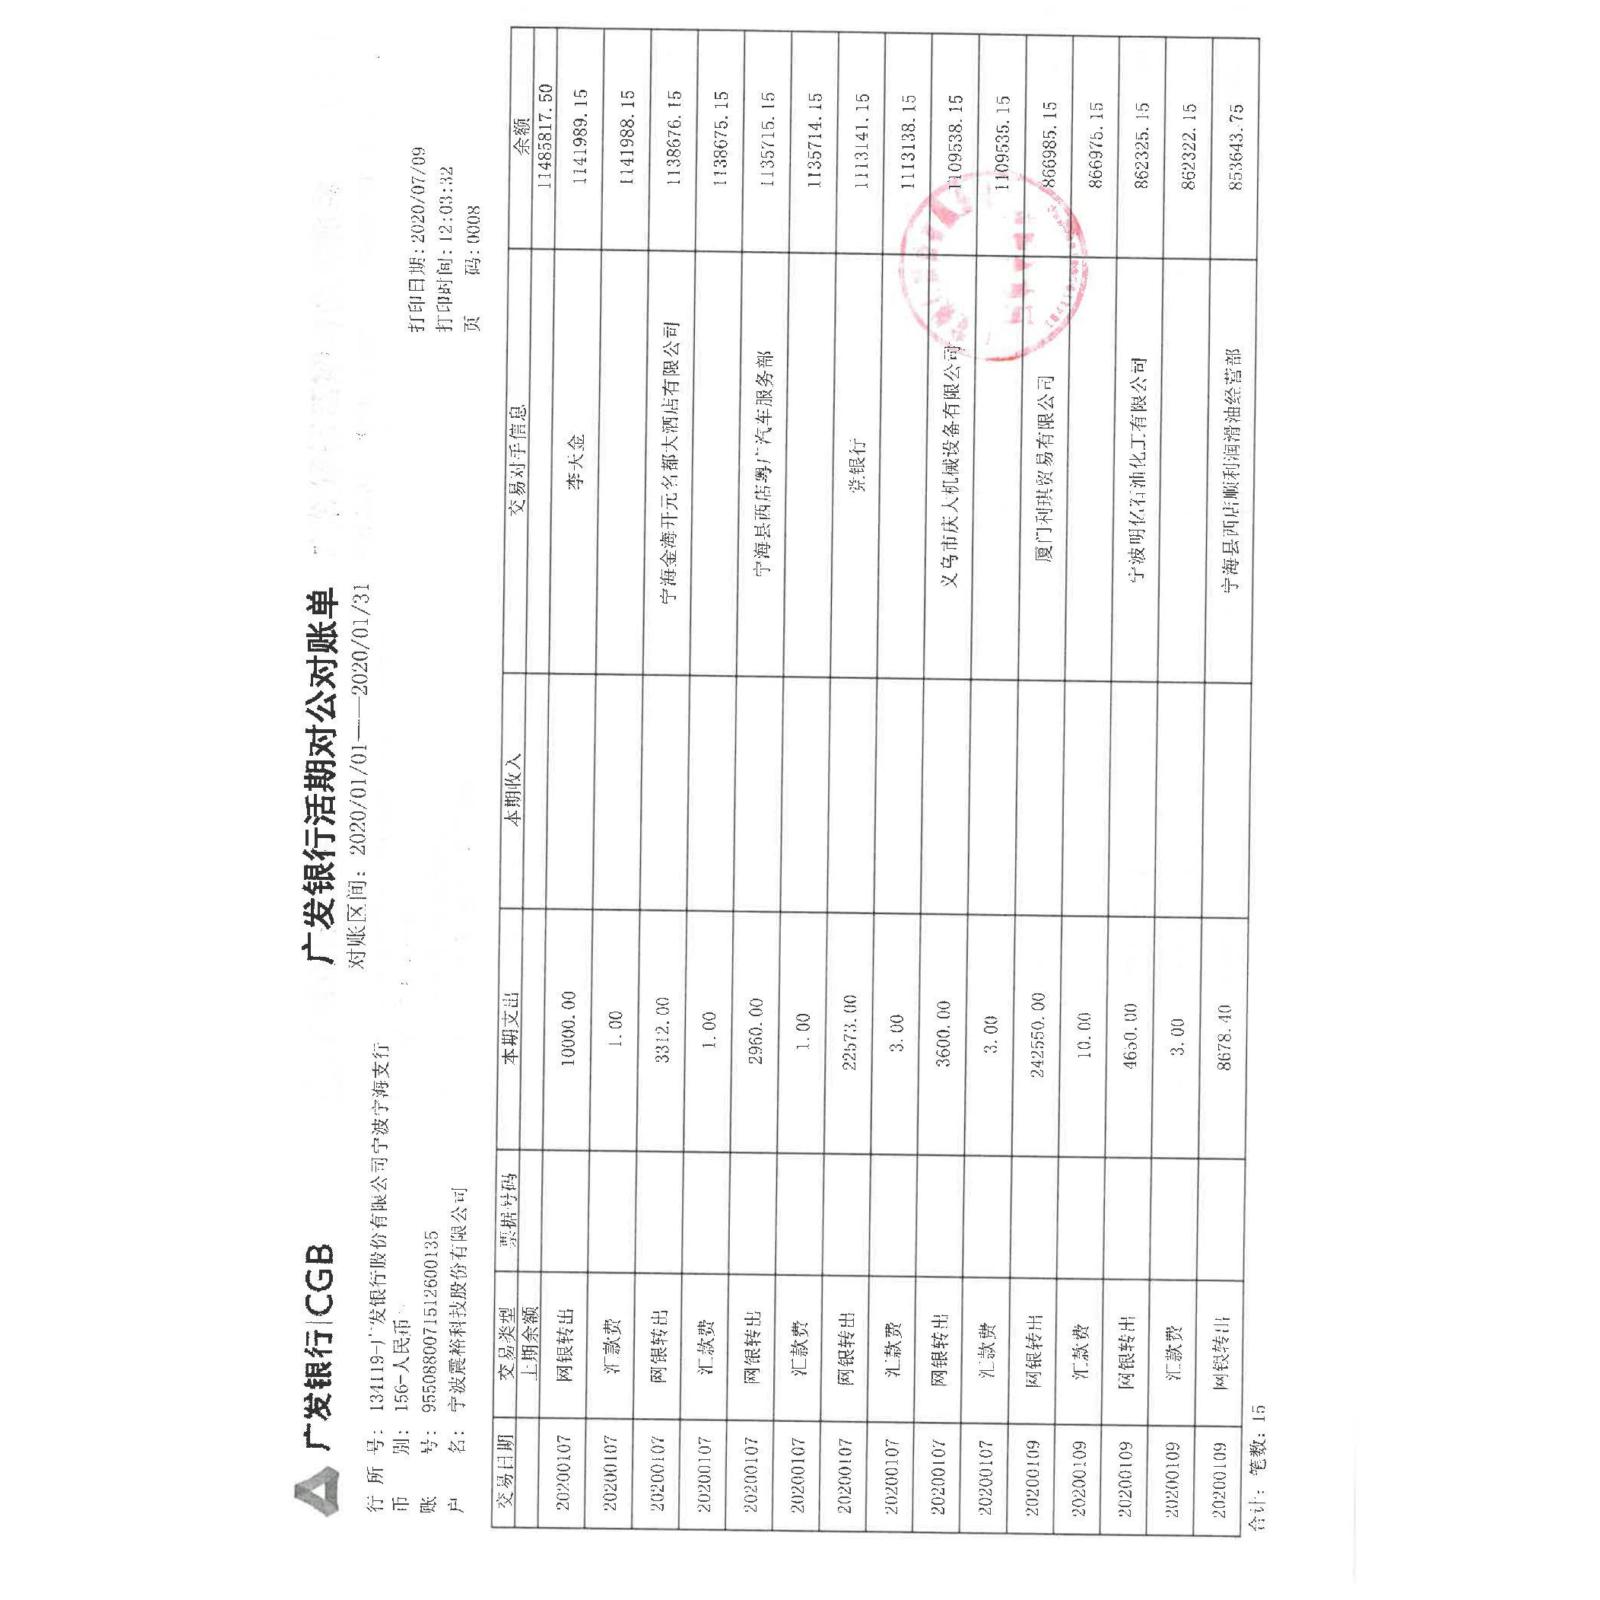 广发银行|CGB
广发银行活期对公对账单
对账区间: 2020/01/01——2020/01/31
行 所 号: 134119-广发银行股份有限公司宁波宁海支行
打印日期:2020/07/09
币 别: 156-人民币
打印时间:12:03:32
账 号: 9550880071512600135
页 码:0008
户 名: 宁波震裕科技股份有限公司
交易日期 交易类型 票据号码 本期支出 本期收入 交易对手信息 余额
上期余额 11485817.50
20200107 网银转出 10000.00 李大金 1141989.15
20200107 汇款费 1.00 1141988.15
20200107 网银转出 3312.00 宁海金海开元名都大酒店有限公司 1138676.15
20200107 汇款费 1.00 1138675.15
20200107 网银转出 2960.00 宁海县西店粤广汽车服务部 1135715.15
20200107 汇款费 1.00 1135714.15
20200107 网银转出 22573.00 党银行 1113141.15
20200107 汇款费 3.00 1113138.15
20200107 网银转出 3600.00 义乌市庆大机械设备有限公司 1109538.15
20200107 汇款费 3.00 1109535.15
20200109 网银转出 242550.00 厦门利琪贸易有限公司 866985.15
20200109 汇款费 10.00 866975.15
20200109 网银转出 4650.00 宁波明亿石油化工有限公司 862325.15
20200109 汇款费 3.00 862322.15
20200109 网银转出 8678.40 宁海县西店顺利润滑油经营部 853643.75
合计: 笔数:15